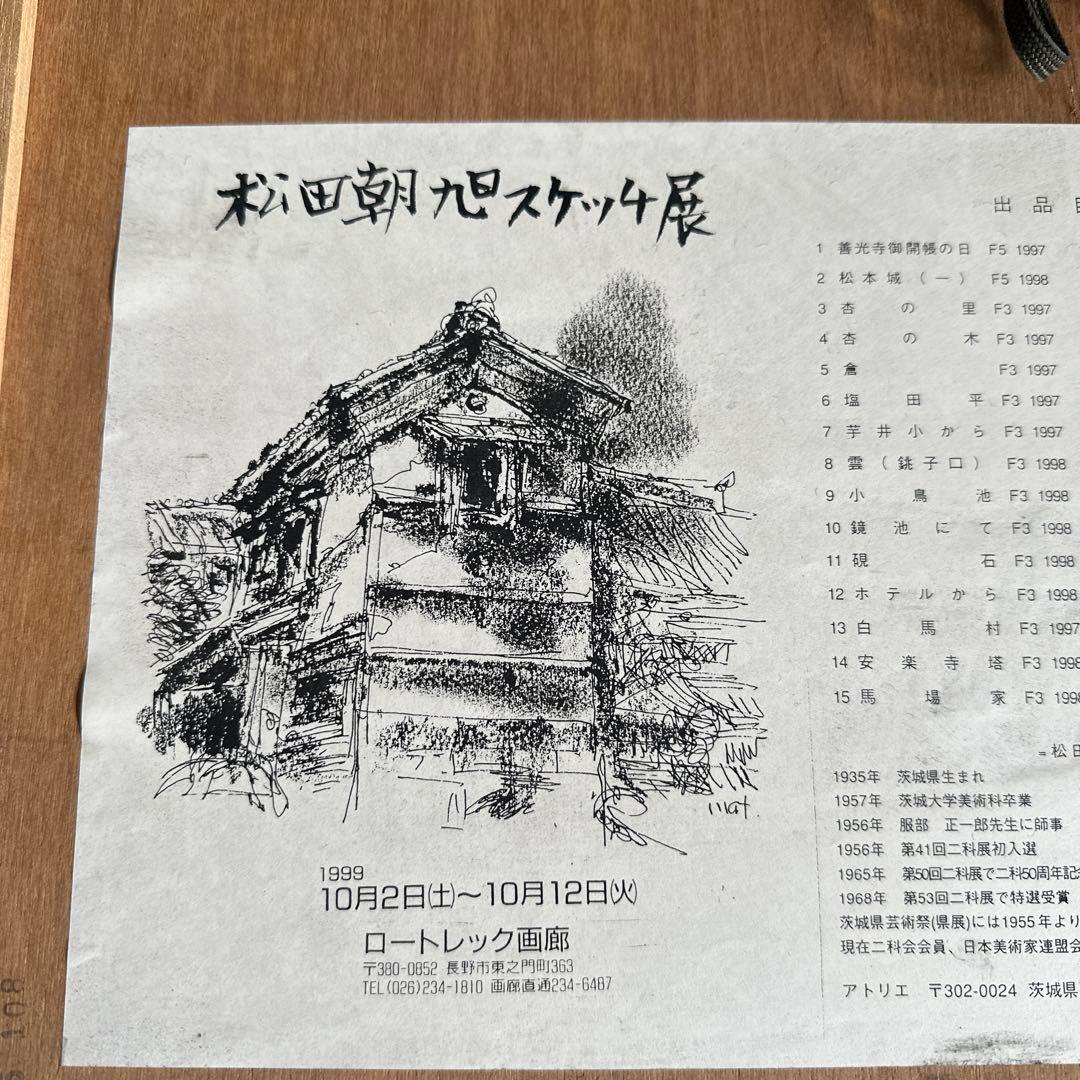 松田朝旭スケッチ展
1999
10月2日(土)〜10月12日(火)
ロートレック画廊
〒380-0852 長野市東之門町363
TEL(026)234-1810 画廊直通234-6487
出品
1 善光寺御開帳の日 F5 1997
2 松本城(一) F5 1998
3 杏の里 F3 1997
4 杏の木 F3 1997
5 倉 F3 1997
6 塩田平 F3 1997
7 芋井小から F3 1997
8 雲(銚子口) F3 1998
9 小鳥池 F3 1998
10 鏡池にて F3 1998
11 硯石 F3 1998
12 ホテルから F3 1998
13 白馬村 F3 1997
14 安楽寺塔 F3 1998
15 馬場家 F3 199
=松田
1935年 茨城県生まれ
1957年 茨城大学美術科卒業
1956年 服部 正一郎先生に師事
1956年 第41回二科展初入選
1965年 第50回二科展で二科50周年記
1968年 第53回二科展で特選受賞
茨城県芸術祭(県展)には1955年より
現在二科会会員、日本美術家連盟会
アトリエ 〒302-0024 茨城県